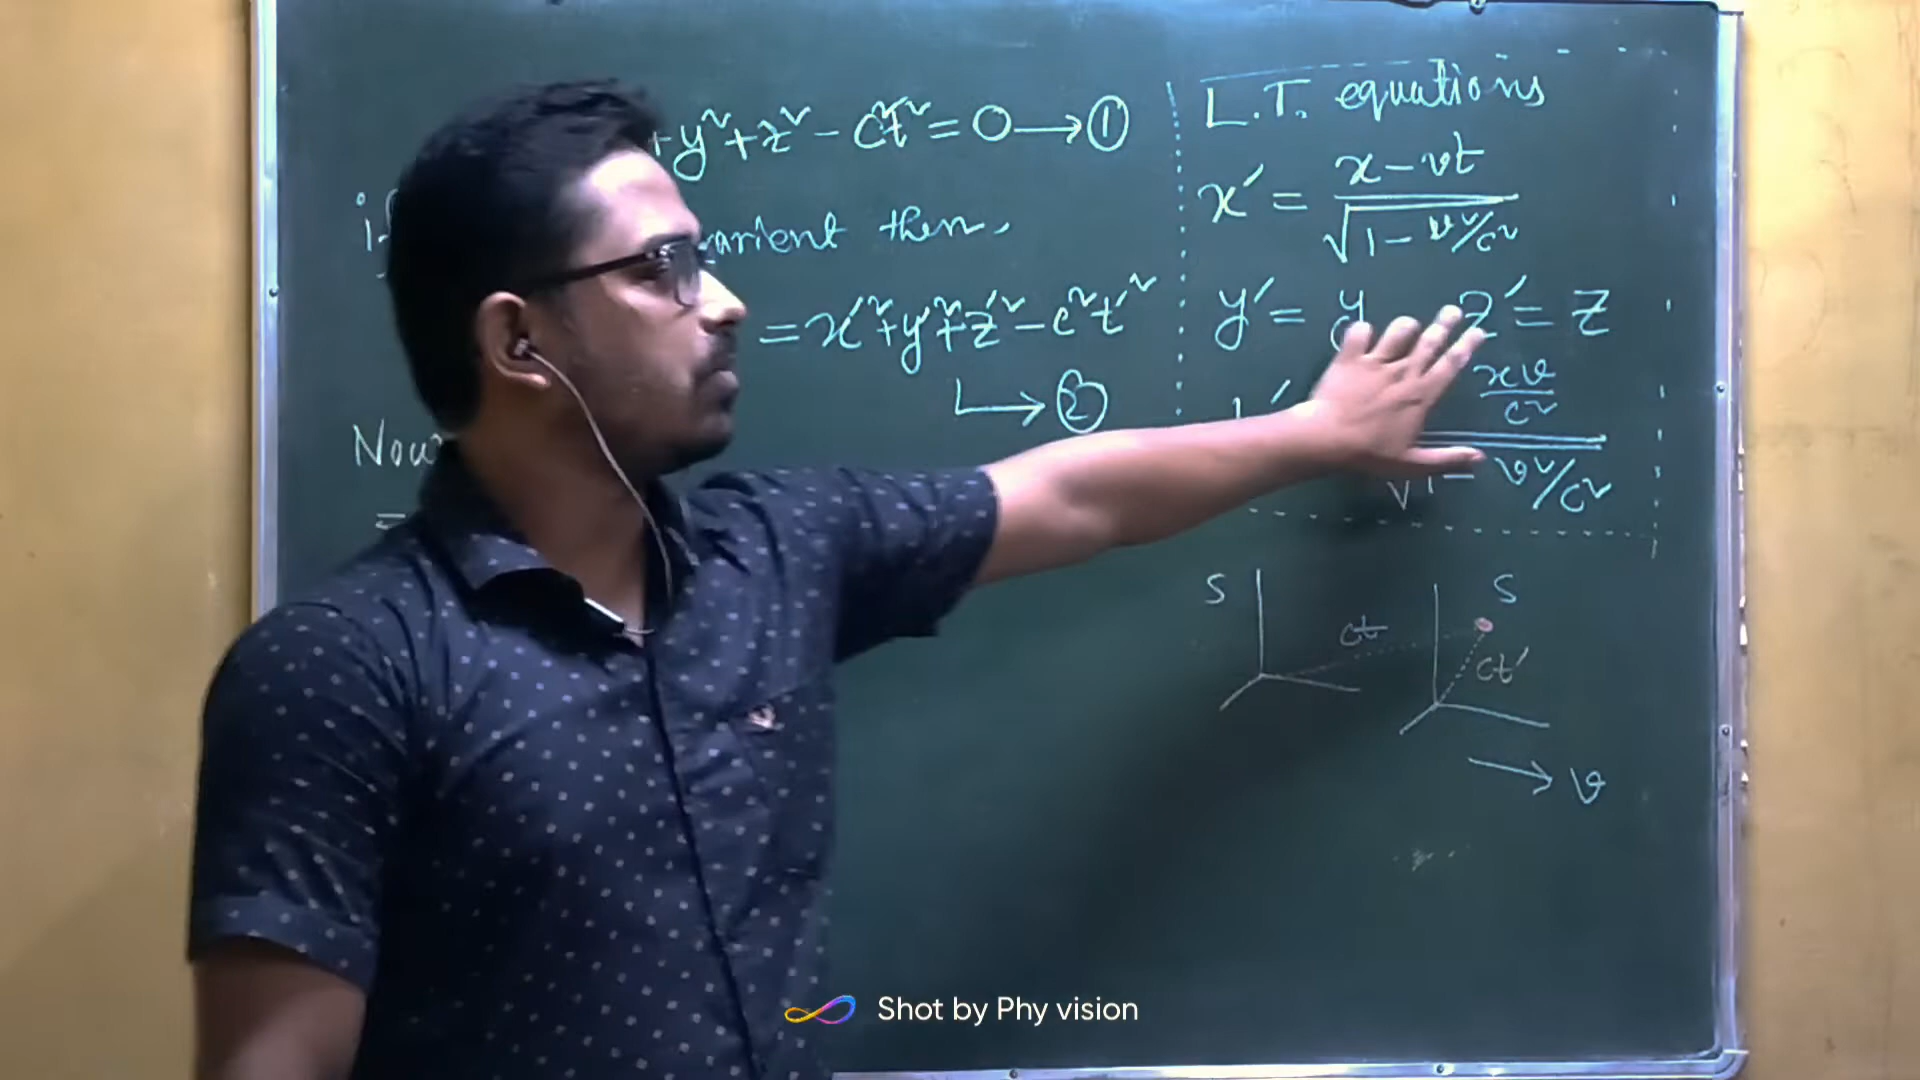 +y²+z²-c²t²=0→①
then,
=x'²+y'²+z'²-c²t'²
↳②
Now
=
L.T. equations
x' = x-vt / √1-v²/c²
y' = y z' = z
xv / c²
√1-v²/c²
S S
ct
ct'
→ v
Shot by Phy vision